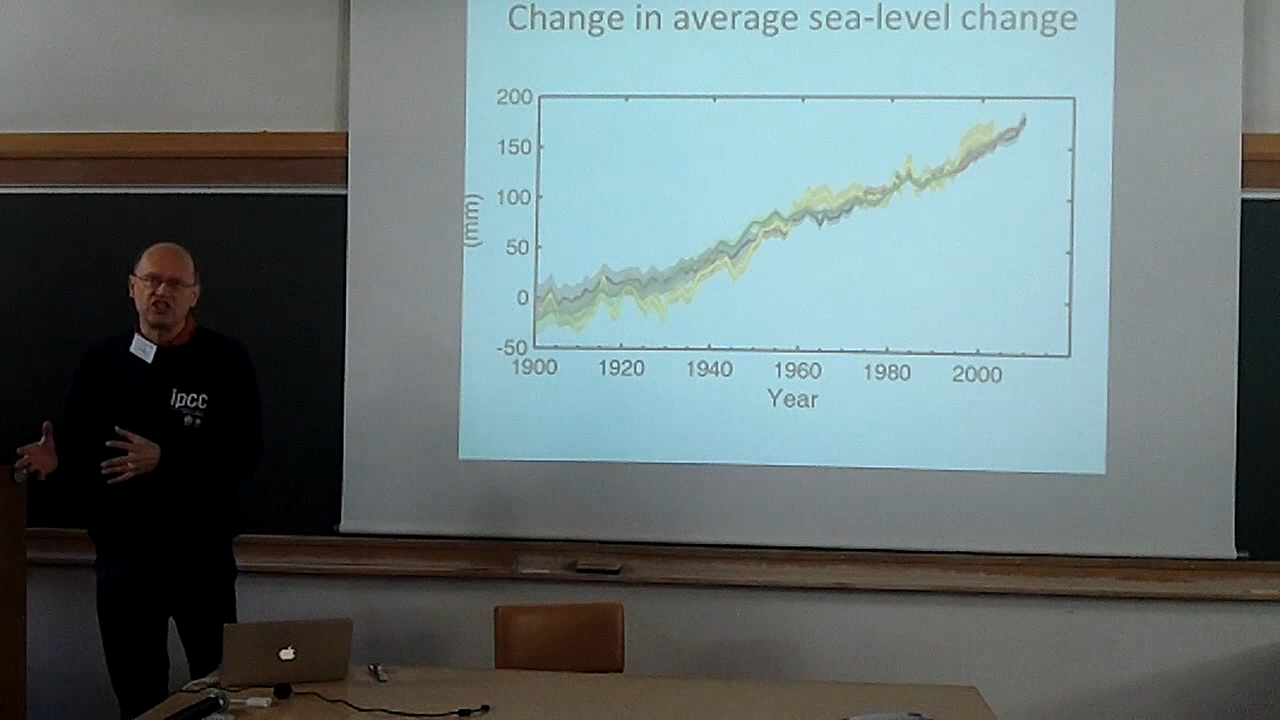 Change in average sea-level change
200
150
100
50
0
-50
(mm)
1900 1920 1940 1960 1980 2000
Year
ipcc